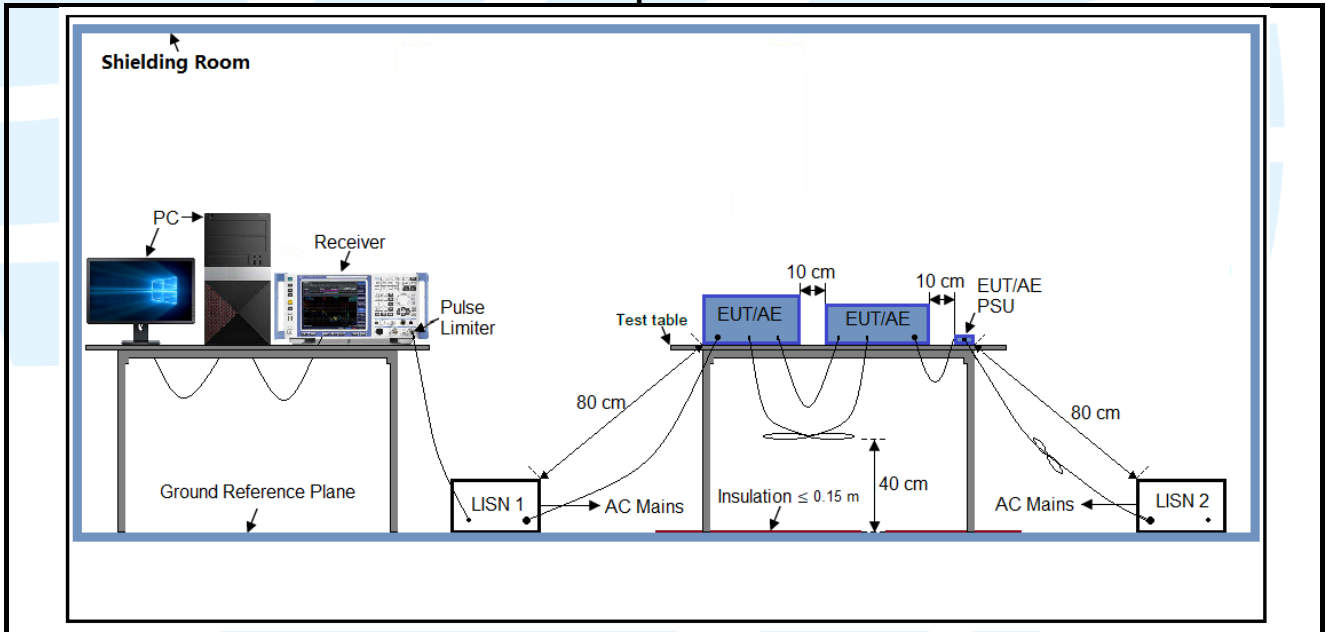 Shielding Room
PC
Receiver
Pulse
Limiter
10 cm
10 cm
EUT/AE
PSU
Test table
EUT/AE
EUT/AE
80 cm
80 cm
40 cm
Ground Reference Plane
LISN 1
AC Mains
Insulation ≤ 0.15 m
AC Mains
LISN 2